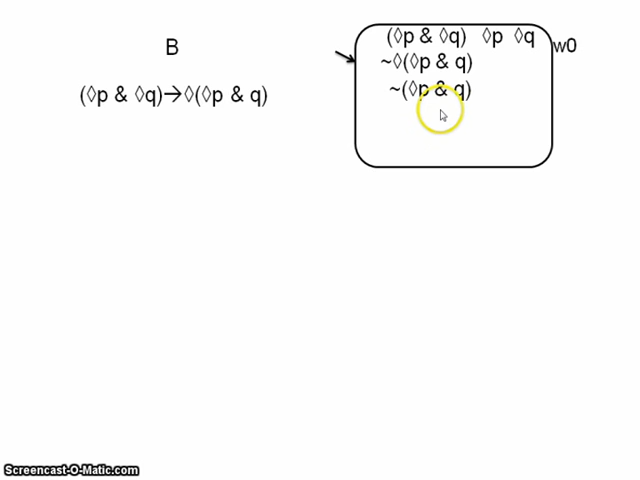 B
(◊p & ◊q)→◊(◊p & q)
(◊p & ◊q) ◊p ◊q
w0
~◊(◊p & q)
~(◊p & q)
Screencast-O-Matic.com